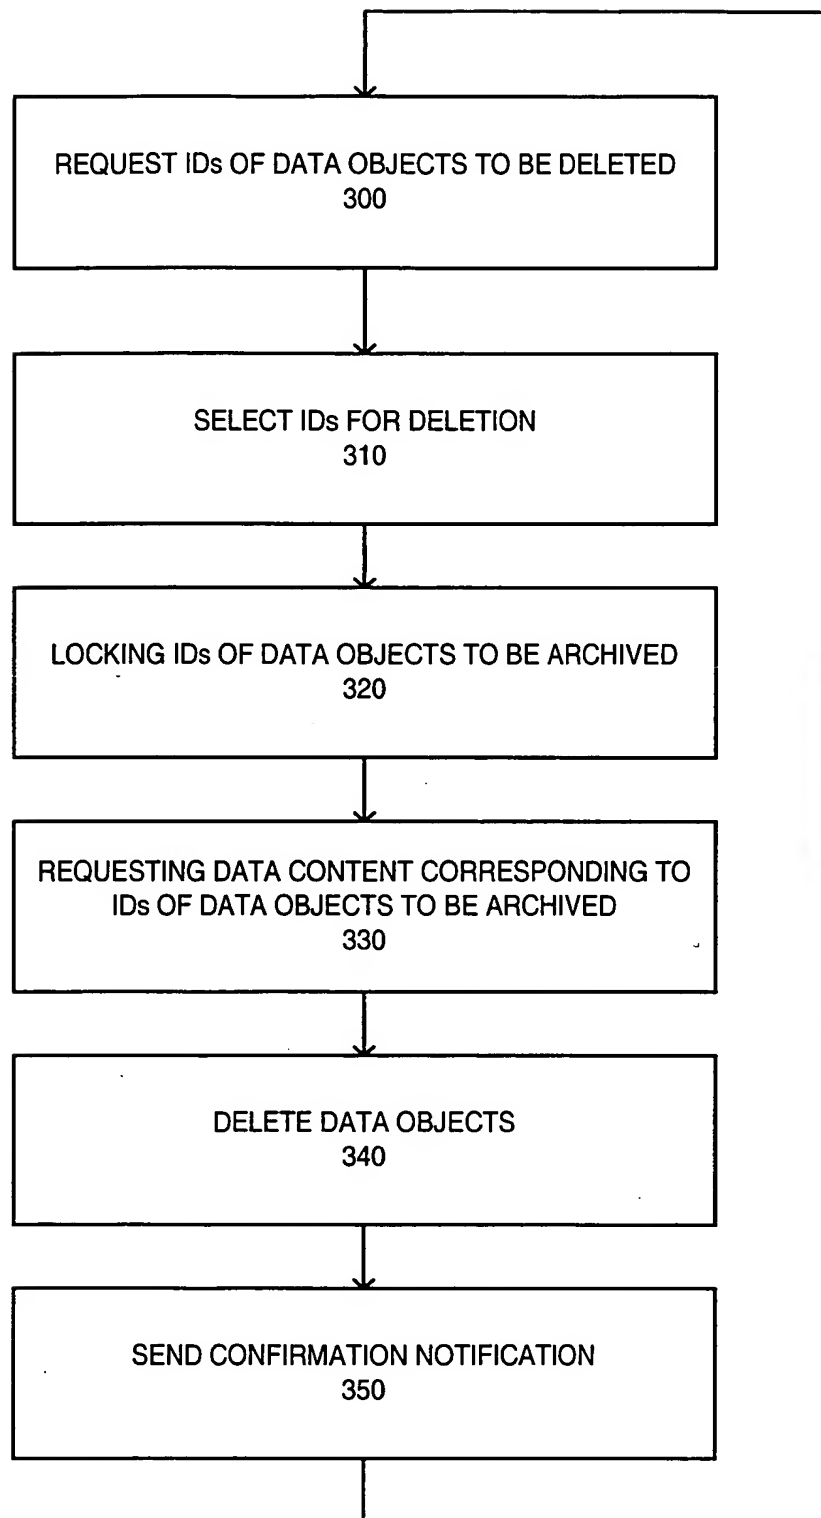 REQUEST IDs OF DATA OBJECTS TO BE DELETED
300
SELECT IDs FOR DELETION
310
LOCKING IDs OF DATA OBJECTS TO BE ARCHIVED
320
REQUESTING DATA CONTENT CORRESPONDING TO
IDs OF DATA OBJECTS TO BE ARCHIVED
330
DELETE DATA OBJECTS
340
SEND CONFIRMATION NOTIFICATION
350